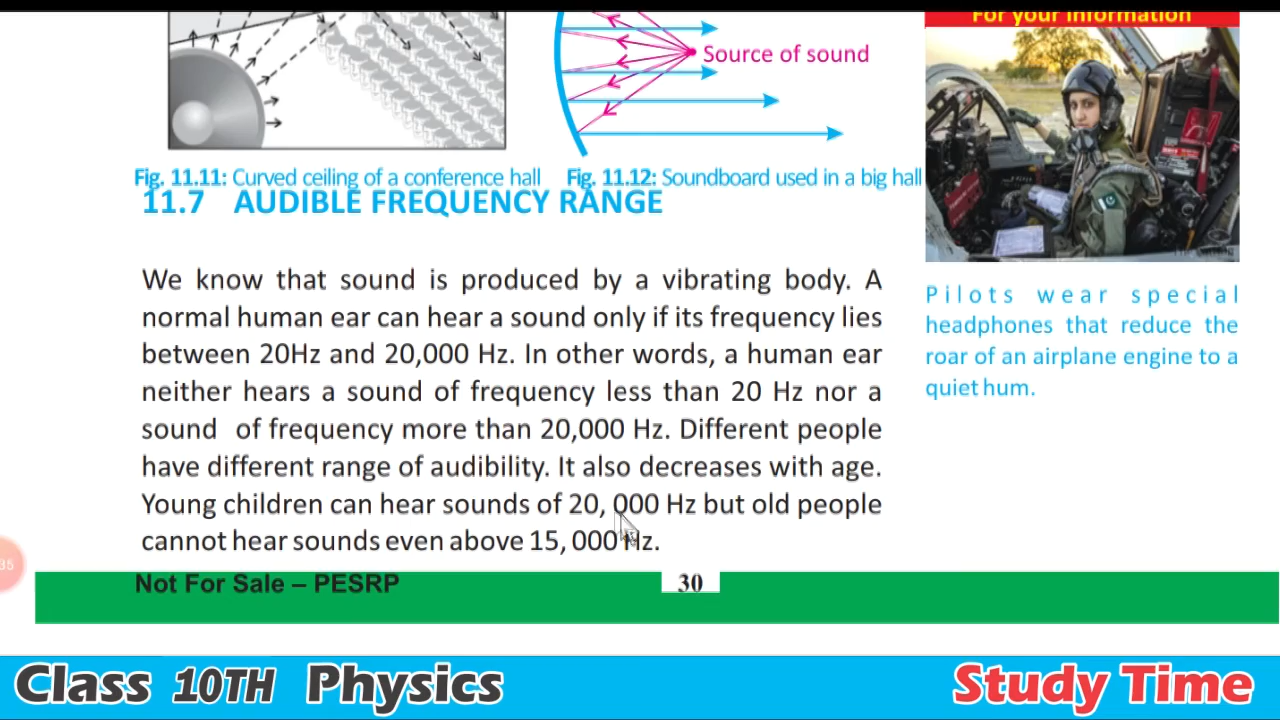 For your information
Source of sound
Fig. 11.11: Curved ceiling of a conference hall
Fig. 11.12: Soundboard used in a big hall
11.7 AUDIBLE FREQUENCY RANGE
We know that sound is produced by a vibrating body. A
normal human ear can hear a sound only if its frequency lies
between 20Hz and 20,000 Hz. In other words, a human ear
neither hears a sound of frequency less than 20 Hz nor a
sound of frequency more than 20,000 Hz. Different people
have different range of audibility. It also decreases with age.
Young children can hear sounds of 20, 000 Hz but old people
cannot hear sounds even above 15, 000 Hz.
Pilots wear special
headphones that reduce the
roar of an airplane engine to a
quiet hum.
35
Not For Sale – PESRP
30
Class 10TH Physics
Study Time